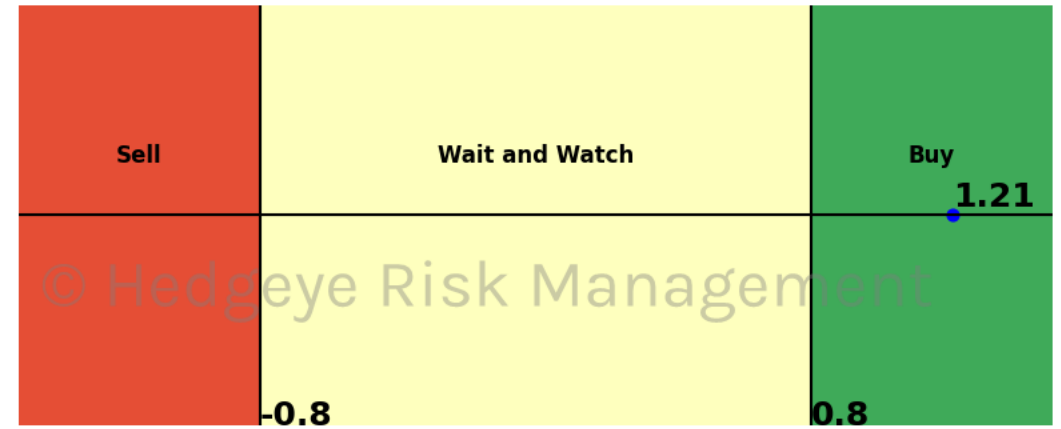 Sell
Wait and Watch
Buy
1.21
© Hedgeye Risk Management
-0.8
0.8